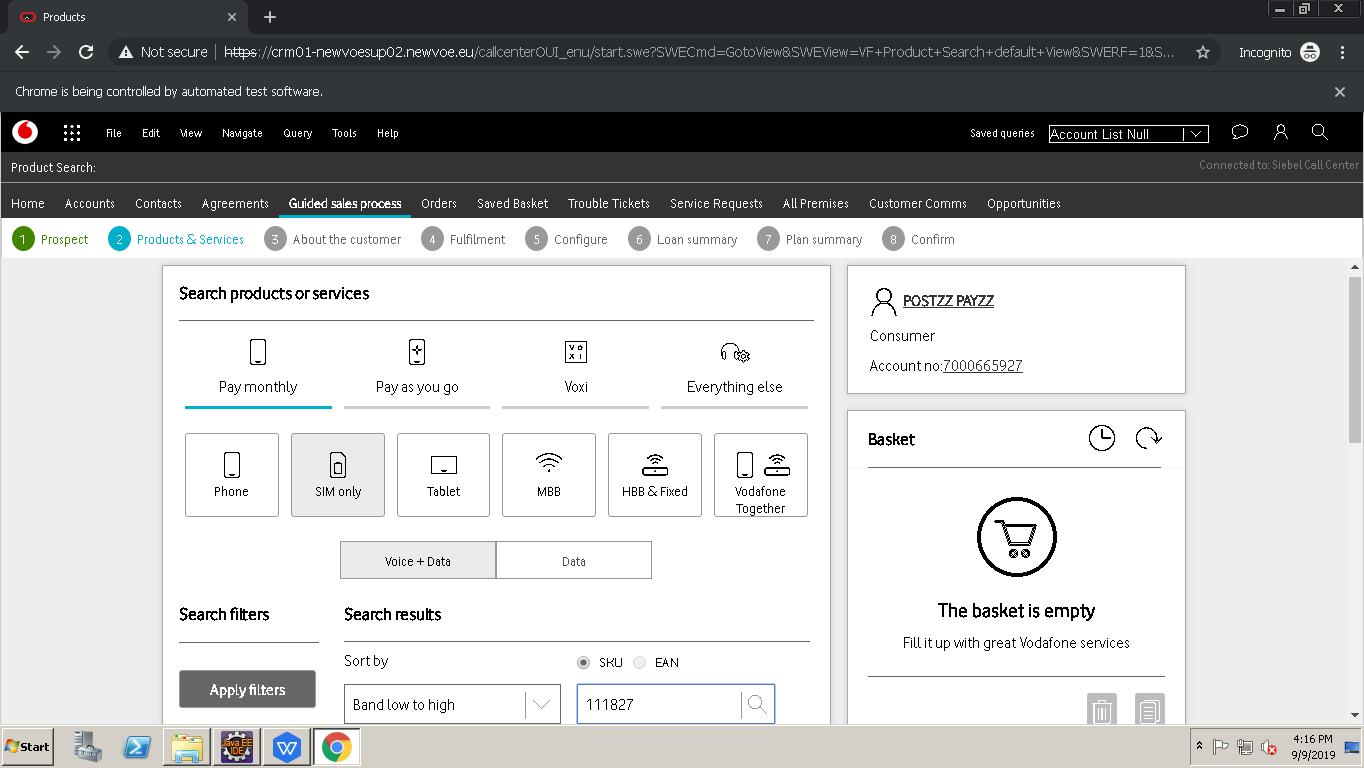 Products
Not secure https://crm01-newvoesup02.newvoe.eu/callcenterOUI_enu/start.swe?SWECmd=GotoView&SWEView=VF+Product+Search+default+View&SWERF=1&S... Incognito
Chrome is being controlled by automated test software.
File Edit View Navigate Query Tools Help Saved queries Account List Null
Product Search: Connected to: Siebel Call Center
Home Accounts Contacts Agreements Guided sales process Orders Saved Basket Trouble Tickets Service Requests All Premises Customer Comms Opportunities
1 Prospect 2 Products & Services 3 About the customer 4 Fulfilment 5 Configure 6 Loan summary 7 Plan summary 8 Confirm
Search products or services
Pay monthly Pay as you go Voxi Everything else
Phone SIM only Tablet MBB HBB & Fixed Vodafone Together
Voice + Data Data
Search filters Search results
Sort by SKU EAN
Apply filters Band low to high 111827
POSTZZ PAYZZ
Consumer
Account no:7000665927
Basket
The basket is empty
Fill it up with great Vodafone services
Start Java EE IDE W 4:16 PM
9/9/2019